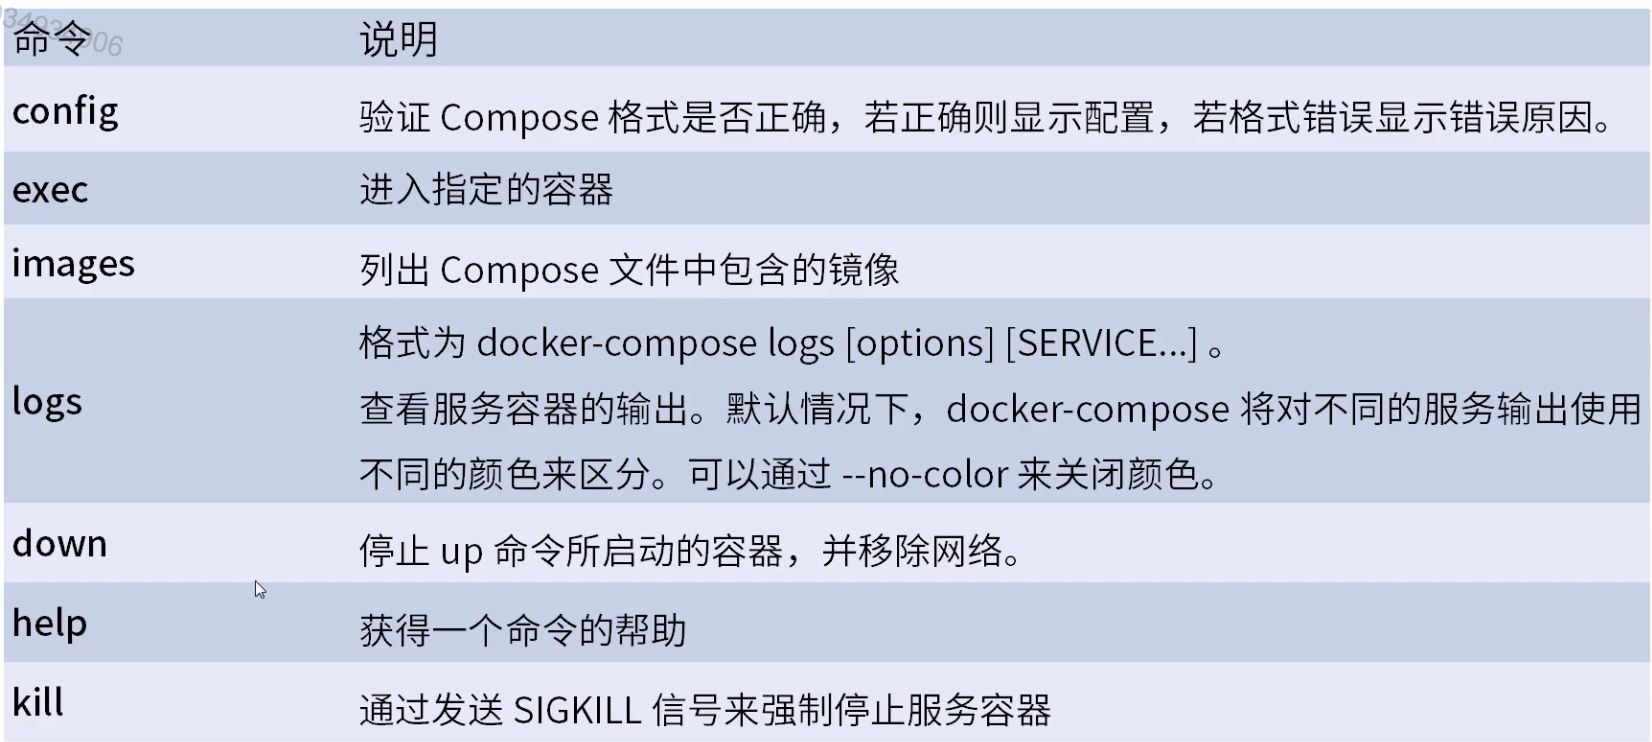 命令 说明
config 验证 Compose 格式是否正确，若正确则显示配置，若格式错误显示错误原因。
exec 进入指定的容器
images 列出 Compose 文件中包含的镜像
格式为 docker-compose logs [options] [SERVICE...] 。
logs 查看服务容器的输出。默认情况下，docker-compose 将对不同的服务输出使用
不同的颜色来区分。可以通过 --no-color 来关闭颜色。
down 停止 up 命令所启动的容器，并移除网络。
help 获得一个命令的帮助
kill 通过发送 SIGKILL 信号来强制停止服务容器